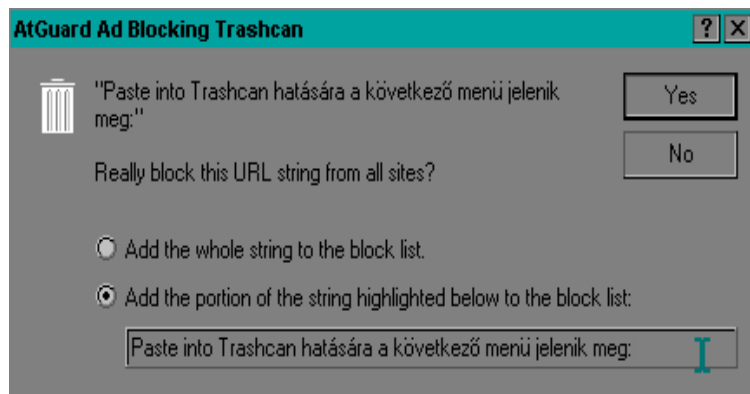 AtGuard Ad Blocking Trashcan
"Paste into Trashcan hatására a következő menü jelenik
meg:"
Yes
No
Really block this URL string from all sites?
Add the whole string to the block list.
Add the portion of the string highlighted below to the block list:
Paste into Trashcan hatására a következő menü jelenik meg: